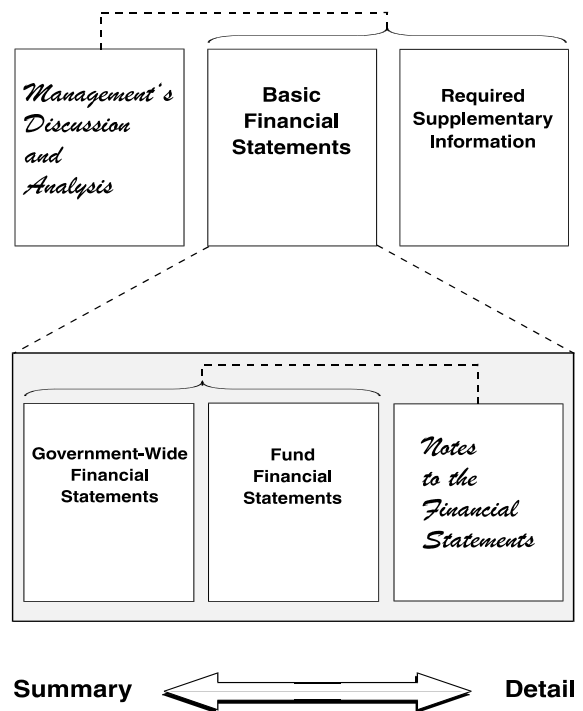 Management's
Discussion
and
Analysis
Basic
Financial
Statements
Required
Supplementary
Information
Government-Wide
Financial
Statements
Fund
Financial
Statements
Notes
to the
Financial
Statements
Summary
Detail